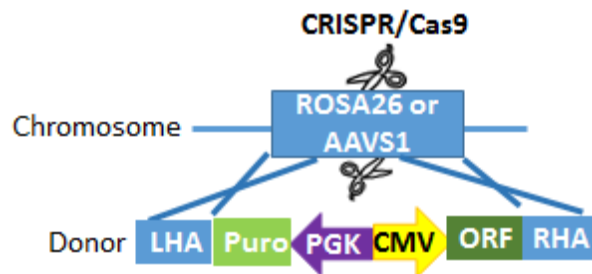 CRISPR/Cas9
Chromosome
ROSA26 or
AAVS1
Donor LHA Puro PGK CMV ORF RHA